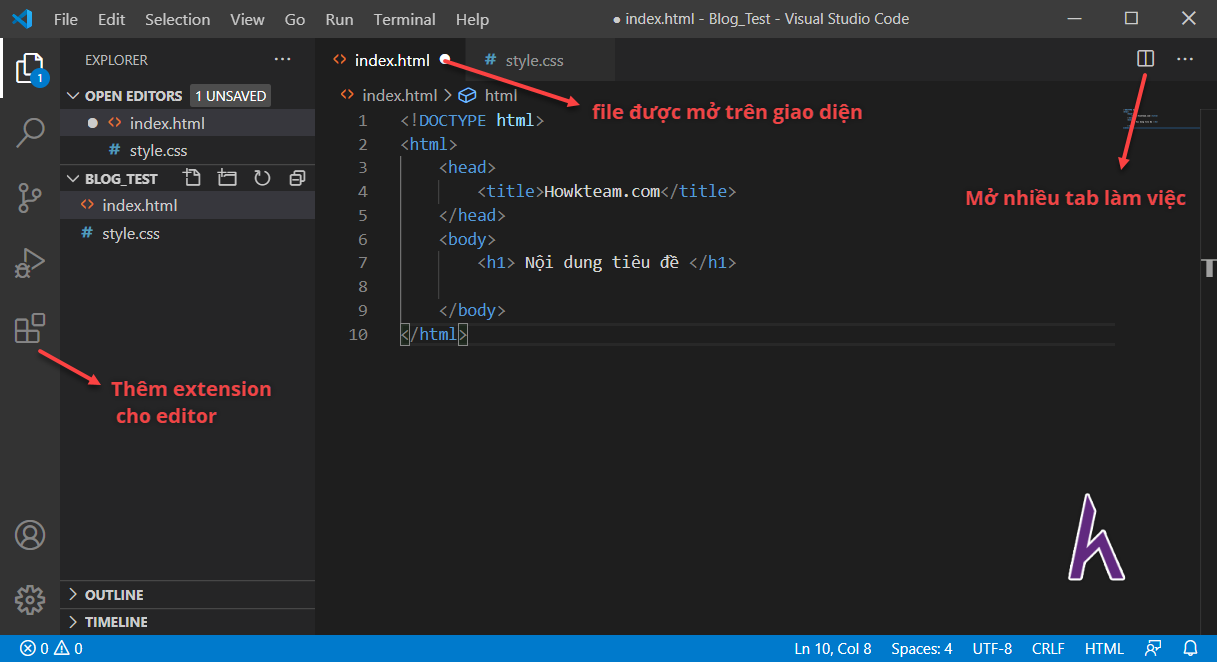 File Edit Selection View Go Run Terminal Help
● index.html - Blog_Test - Visual Studio Code
EXPLORER
index.html
# style.css
1
OPEN EDITORS 1 UNSAVED
index.html
# style.css
BLOG_TEST
index.html
# style.css
index.html > html
1 <!DOCTYPE html>
2 <html>
3 <head>
4 <title>Howkteam.com</title>
5 </head>
6 <body>
7 <h1> Nội dung tiêu đề </h1>
8
9 </body>
10 </html>
file được mở trên giao diện
Mở nhiều tab làm việc
Thêm extension
cho editor
OUTLINE
TIMELINE
0 0
Ln 10, Col 8 Spaces: 4 UTF-8 CRLF HTML